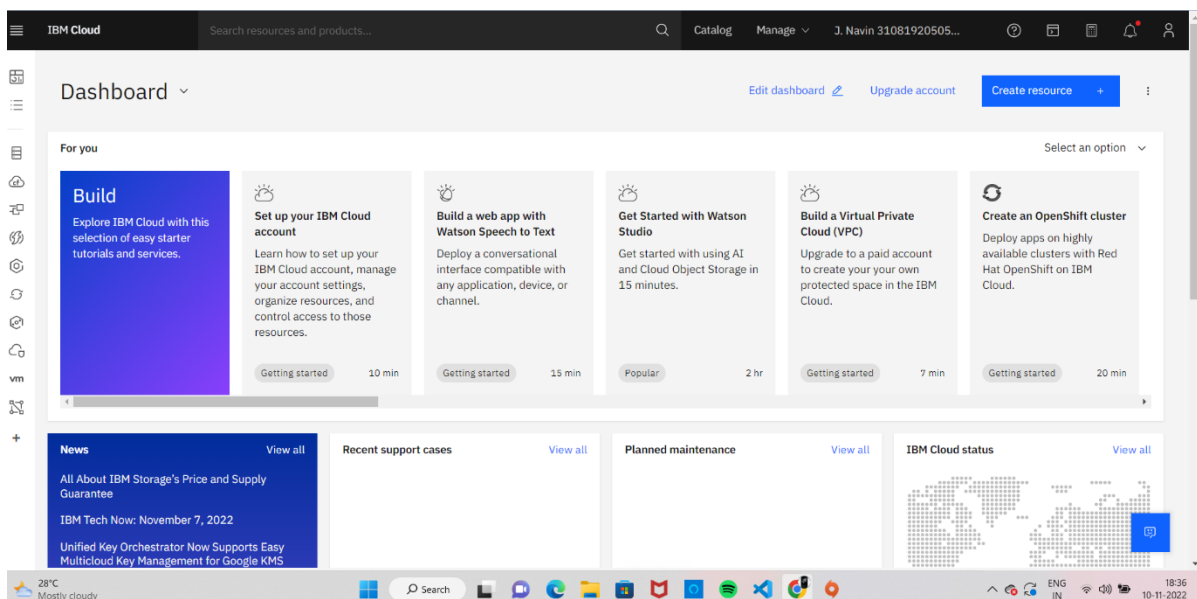 IBM Cloud
Search resources and products...
Catalog
Manage
J. Navin 31081920505...
Dashboard
Edit dashboard
Upgrade account
Create resource +
For you
Select an option
Build
Explore IBM Cloud with this
selection of easy starter
tutorials and services.
Set up your IBM Cloud
account
Learn how to set up your
IBM Cloud account, manage
your account settings,
organize resources, and
control access to those
resources.
Getting started
10 min
Build a web app with
Watson Speech to Text
Deploy a conversational
interface compatible with
any application, device, or
channel.
Getting started
15 min
Get Started with Watson
Studio
Get started with using AI
and Cloud Object Storage in
15 minutes.
Popular
2 hr
Build a Virtual Private
Cloud (VPC)
Upgrade to a paid account
to create your your own
protected space in the IBM
Cloud.
Getting started
7 min
Create an OpenShift cluster
Deploy apps on highly
available clusters with Red
Hat OpenShift on IBM
Cloud.
Getting started
20 min
vm
+
News
View all
All About IBM Storage's Price and Supply
Guarantee
IBM Tech Now: November 7, 2022
Unified Key Orchestrator Now Supports Easy
Multicloud Key Management for Google KMS
Recent support cases
View all
Planned maintenance
View all
IBM Cloud status
View all
28°C
Mostly cloudy
Search
ENG
IN
18:36
10-11-2022